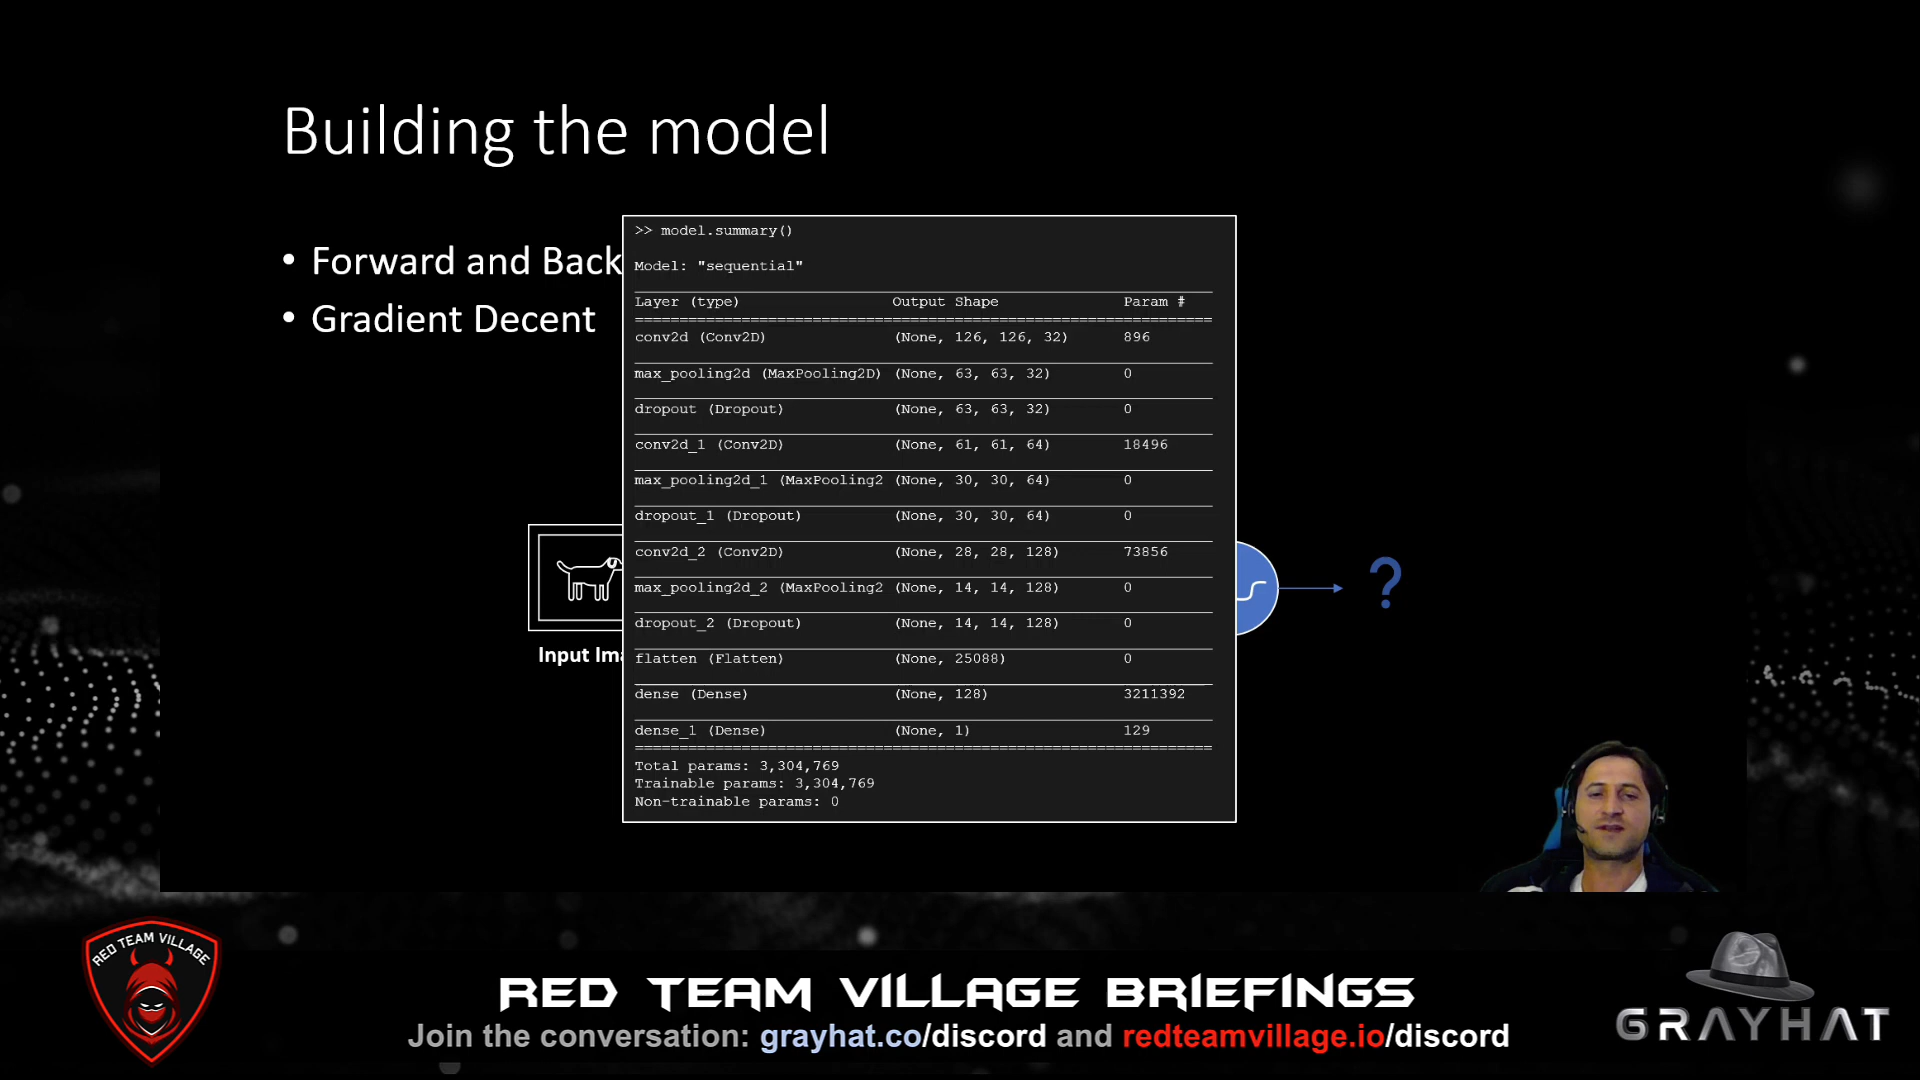 Building the model
• Forward and Back
• Gradient Decent
>> model.summary()
Model: "sequential"
Layer (type) Output Shape Param #
conv2d (Conv2D) (None, 126, 126, 32) 896
max_pooling2d (MaxPooling2D) (None, 63, 63, 32) 0
dropout (Dropout) (None, 63, 63, 32) 0
conv2d_1 (Conv2D) (None, 61, 61, 64) 18496
max_pooling2d_1 (MaxPooling2 (None, 30, 30, 64) 0
dropout_1 (Dropout) (None, 30, 30, 64) 0
conv2d_2 (Conv2D) (None, 28, 28, 128) 73856
max_pooling2d_2 (MaxPooling2 (None, 14, 14, 128) 0
dropout_2 (Dropout) (None, 14, 14, 128) 0
flatten (Flatten) (None, 25088) 0
dense (Dense) (None, 128) 3211392
dense_1 (Dense) (None, 1) 129
Total params: 3,304,769
Trainable params: 3,304,769
Non-trainable params: 0
Input Ima
?
RED TEAM VILLAGE
RED TEAM VILLAGE BRIEFINGS
Join the conversation: grayhat.co/discord and redteamvillage.io/discord
GRAYHAT